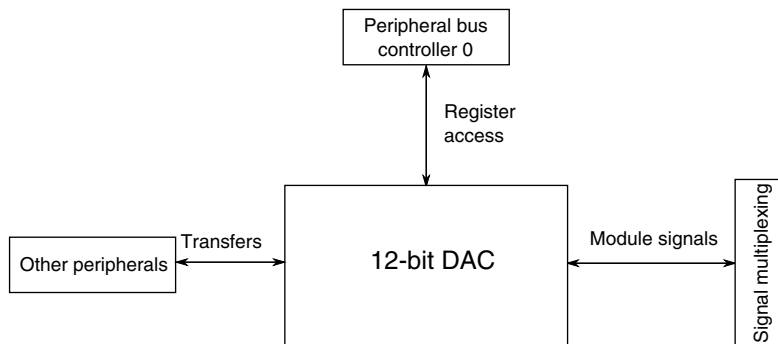 Peripheral bus
controller 0
Register
access
Transfers
Other peripherals
12-bit DAC
Module signals
Signal multiplexing